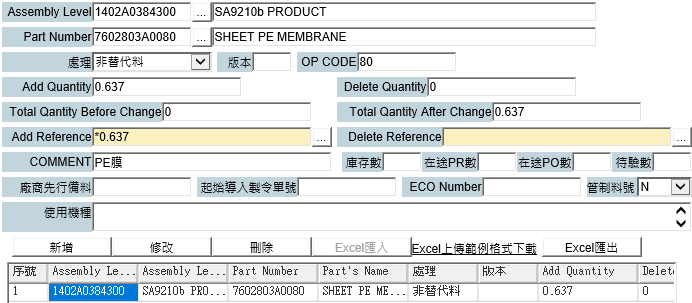 Assembly Level 1402A0384300 ... SA9210b PRODUCT
Part Number 7602803A0080 ... SHEET PE MEMBRANE
處理 非替代料 版本 OP CODE 80
Add Quantity 0.637 Delete Quantity 0
Total Qantity Before Change 0 Total Qantity After Change 0.637
Add Reference *0.637 ... Delete Reference ...
COMMENT PE膜 庫存數 在途PR數 在途PO數 待驗數
廠商先行備料 起始導入製令單號 ECO Number 管制料號 N
使用機種
新增 修改 刪除 Excel匯入 Excel上傳範例格式下載 Excel匯出
序號 Assembly Le... Assembly Le... Part Number Part's Name 處理 版本 Add Quantity Delet
1 1402A0384300 SA9210b PRO... 7602803A0080 SHEET PE ME... 非替代料 0.637 0